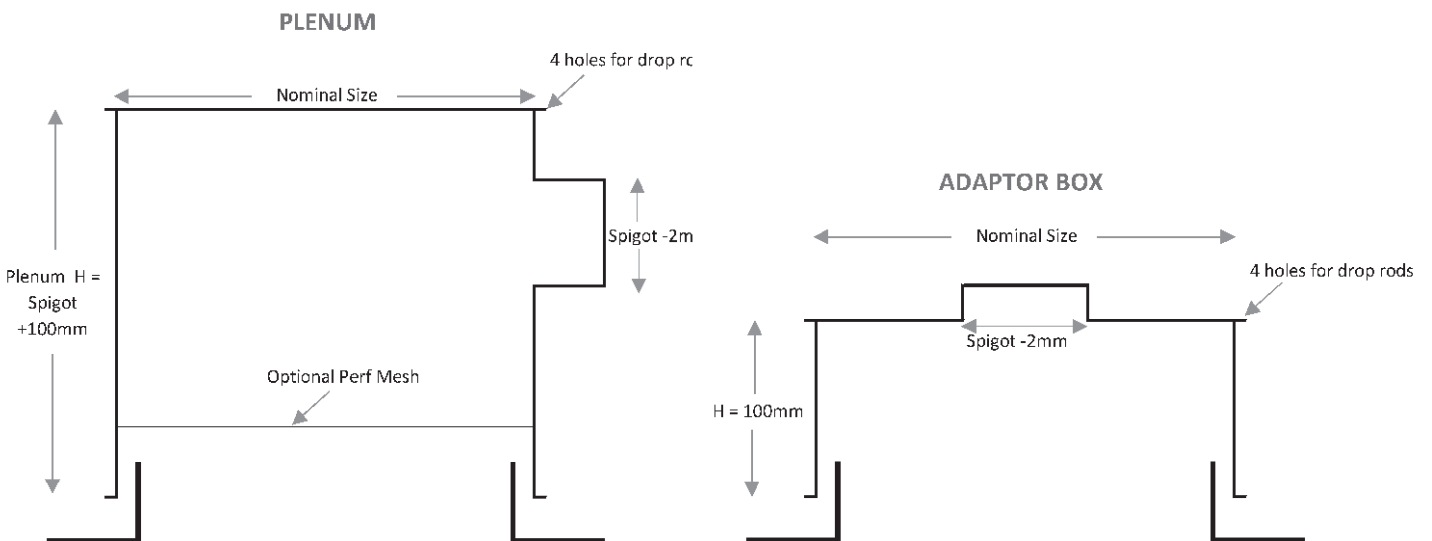 PLENUM
4 holes for drop rc
Nominal Size
Spigot -2m
Plenum H =
Spigot
+100mm
Optional Perf Mesh
ADAPTOR BOX
Nominal Size
4 holes for drop rods
Spigot -2mm
H = 100mm